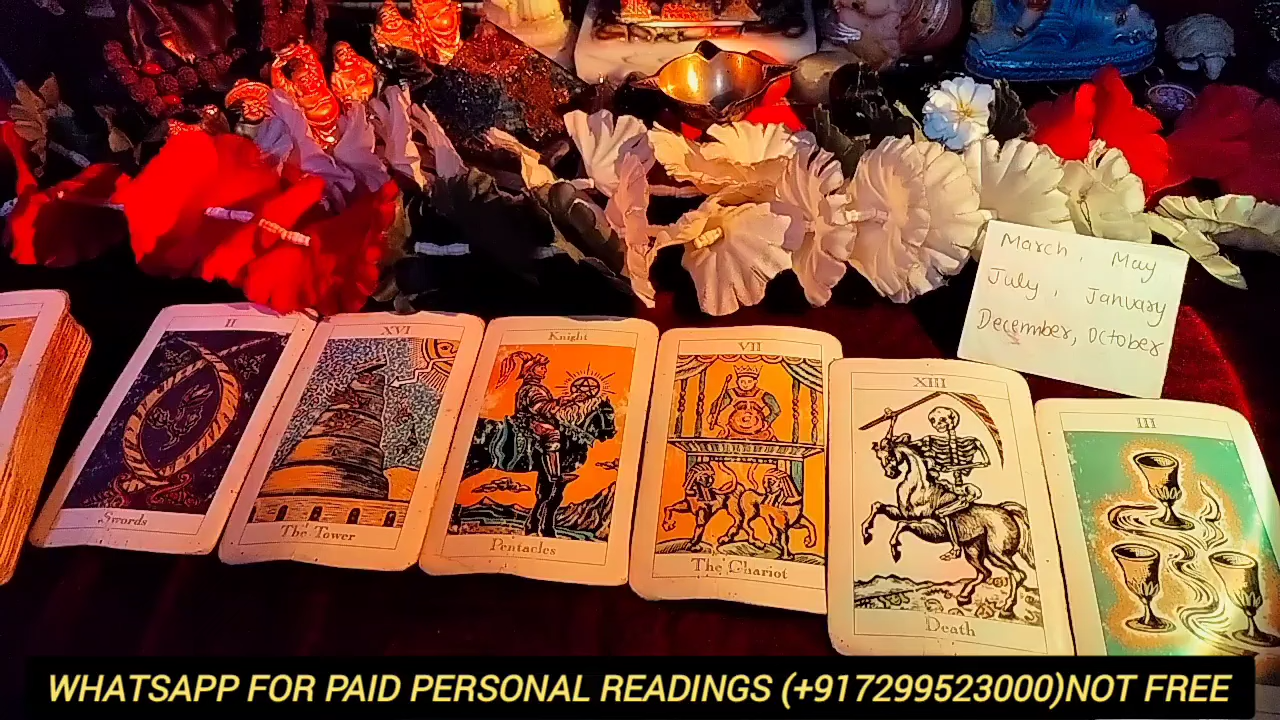 March, May
July, January
December, October
II
Swords
XVI
The Tower
Knight
Pentacles
VII
The Chariot
XIII
Death
III
WHATSAPP FOR PAID PERSONAL READINGS (+917299523000)NOT FREE